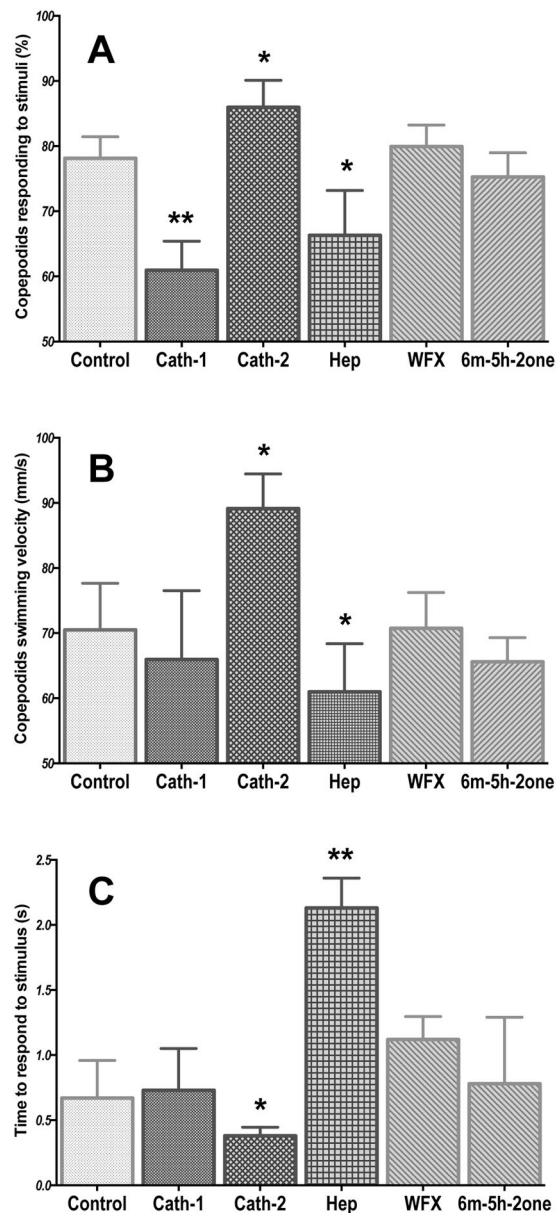 A
Copepodids responding to stimuli (%)
100
90
80
70
60
50
*
**
*
Control Cath-1 Cath-2 Hep WFX 6m-5h-2one
B
Copepodids swimming velocity (mm/s)
100
90
80
70
60
50
*
*
Control Cath-1 Cath-2 Hep WFX 6m-5h-2one
C
Time to respond to stimulus (s)
2.5
2.0
1.5
1.0
0.5
0.0
**
*
Control Cath-1 Cath-2 Hep WFX 6m-5h-2one